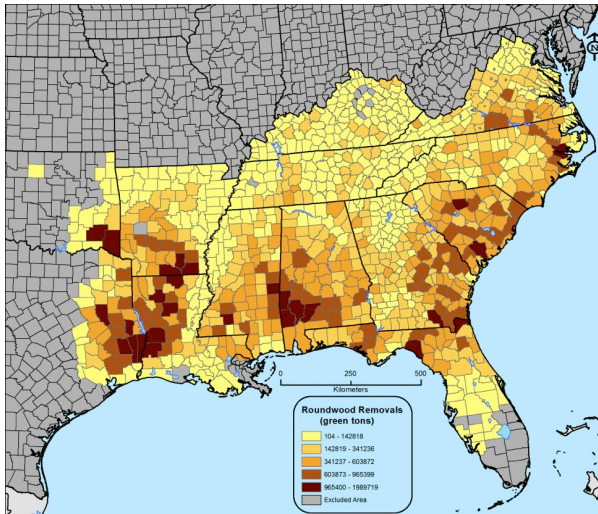 N
0 250 500
Kilometers
Roundwood Removals
(green tons)
104 - 142818
142819 - 341236
341237 - 603872
603873 - 965399
965400 - 1989719
Excluded Area